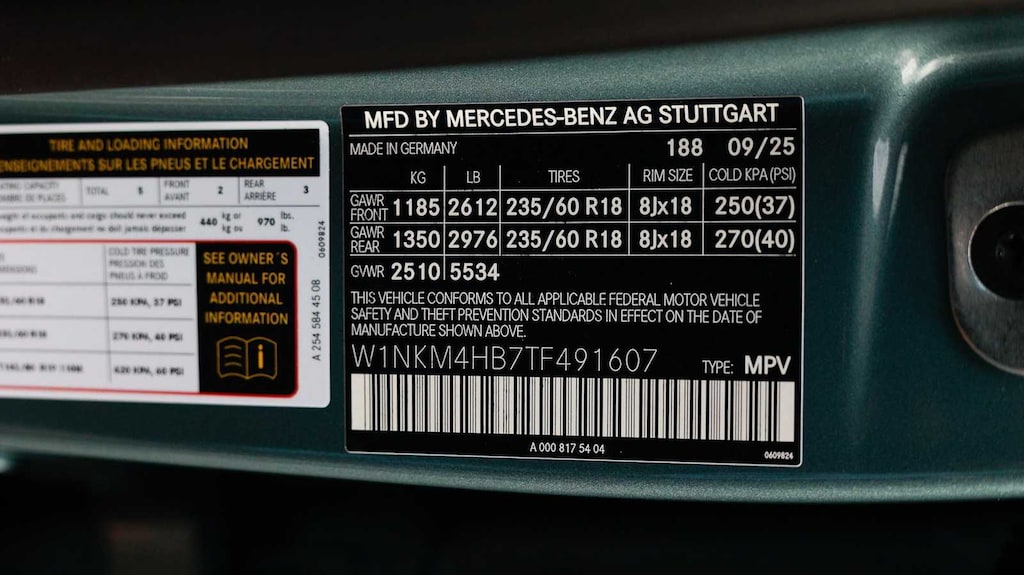 TIRE AND LOADING INFORMATION
ENSEIGNEMENTS SUR LES PNEUS ET LE CHARGEMENT
TOTAL 5 FRONT AVANT 2 REAR ARRIÈRE 3
440 kg or kg ou 970 lbs. lb.
COLD TIRE PRESSURE
PRESSION DES
PNEUS A FROID
250 KPA, 37 PSI
270 KPA, 40 PSI
420 KPA, 60 PSI
SEE OWNER´S
MANUAL FOR
ADDITIONAL
INFORMATION
A 254 584 45 08
0609824
MFD BY MERCEDES-BENZ AG STUTTGART
MADE IN GERMANY 188 09/25
KG LB TIRES RIM SIZE COLD KPA (PSI)
GAWR FRONT 1185 2612 235/60 R18 8Jx18 250(37)
GAWR REAR 1350 2976 235/60 R18 8Jx18 270(40)
GVWR 2510 5534
THIS VEHICLE CONFORMS TO ALL APPLICABLE FEDERAL MOTOR VEHICLE
SAFETY AND THEFT PREVENTION STANDARDS IN EFFECT ON THE DATE OF
MANUFACTURE SHOWN ABOVE.
W1NKM4HB7TF491607 TYPE: MPV
A 000 817 54 04
0609824